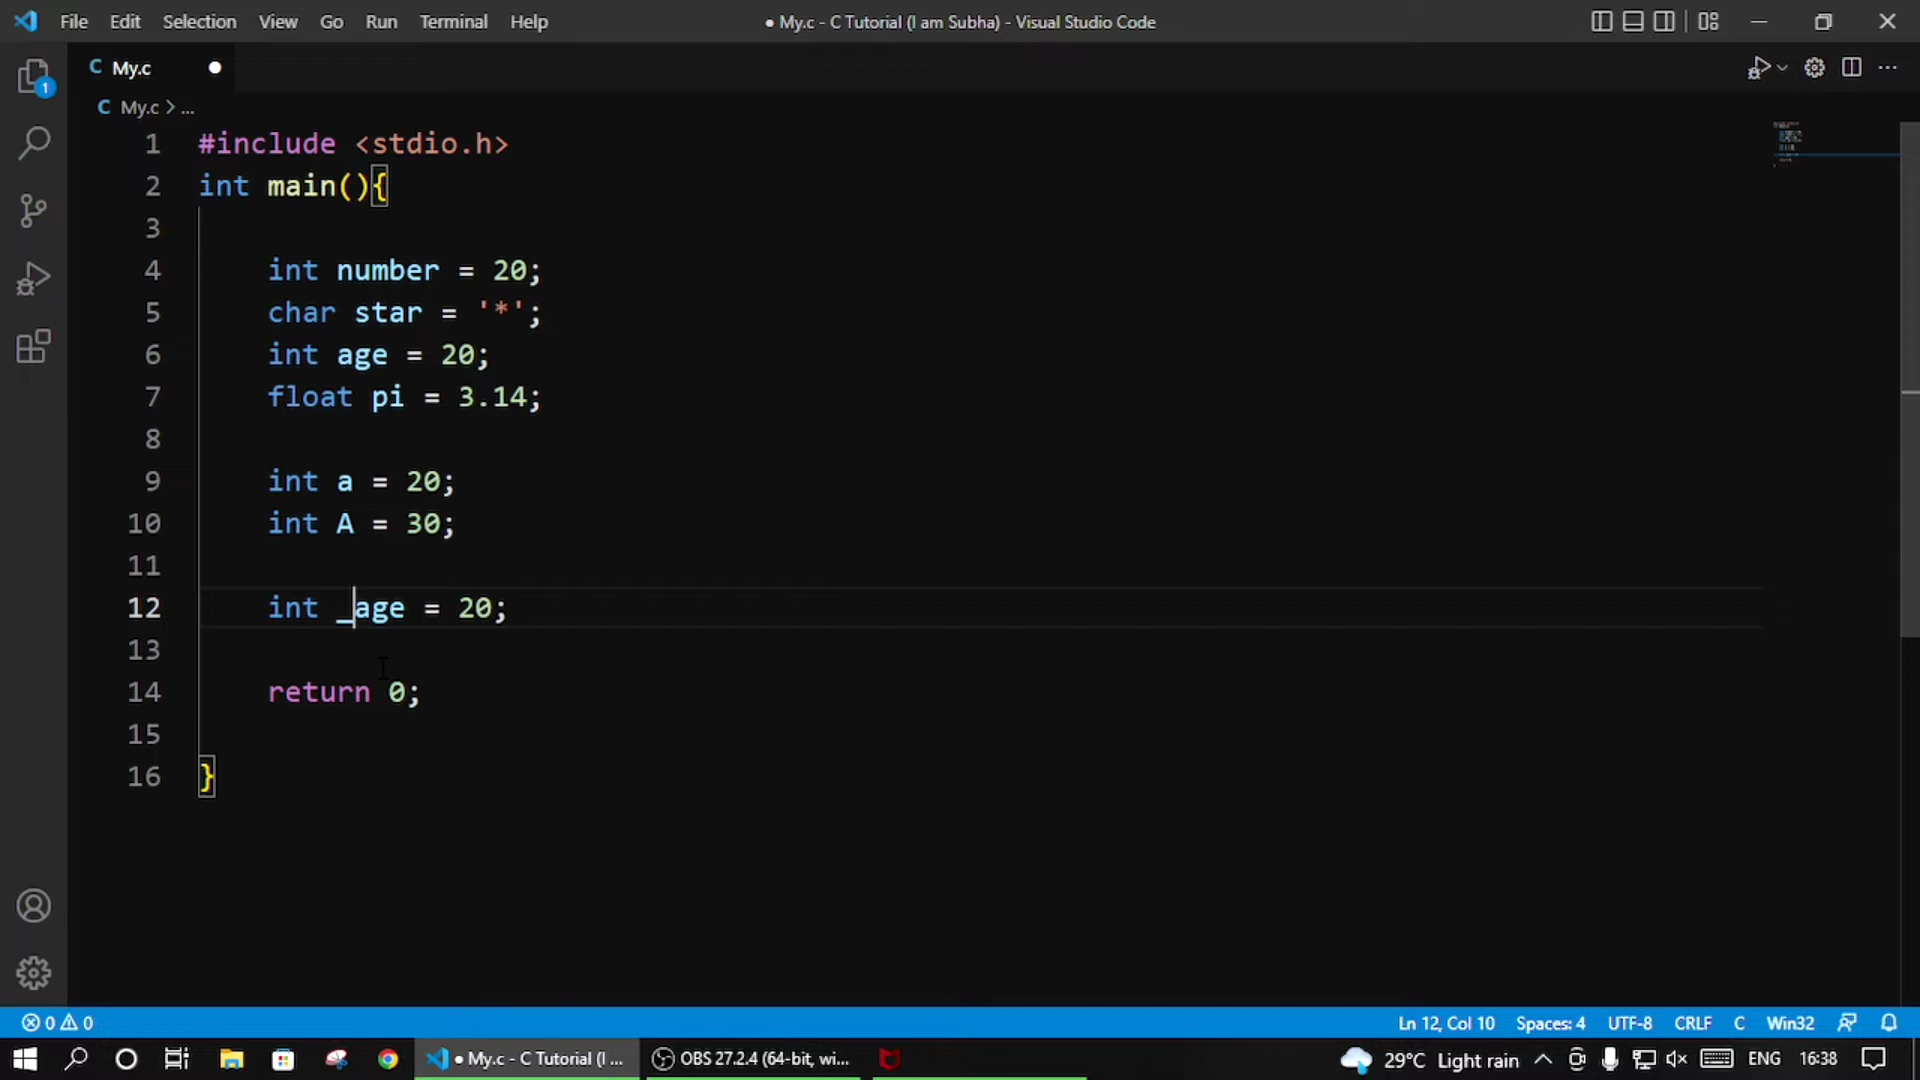 File Edit Selection View Go Run Terminal Help ● My.c - C Tutorial (I am Subha) - Visual Studio Code
1
C My.c ●
C My.c > ...
1 #include <stdio.h>
2 int main(){
3
4 int number = 20;
5 char star = '*';
6 int age = 20;
7 float pi = 3.14;
8
9 int a = 20;
10 int A = 30;
11
12 int _age = 20;
13
14 return 0;
15
16 }
0 0 Ln 12, Col 10 Spaces: 4 UTF-8 CRLF C Win32
● My.c - C Tutorial (I ... OBS 27.2.4 (64-bit, wi... 29°C Light rain ENG 16:38